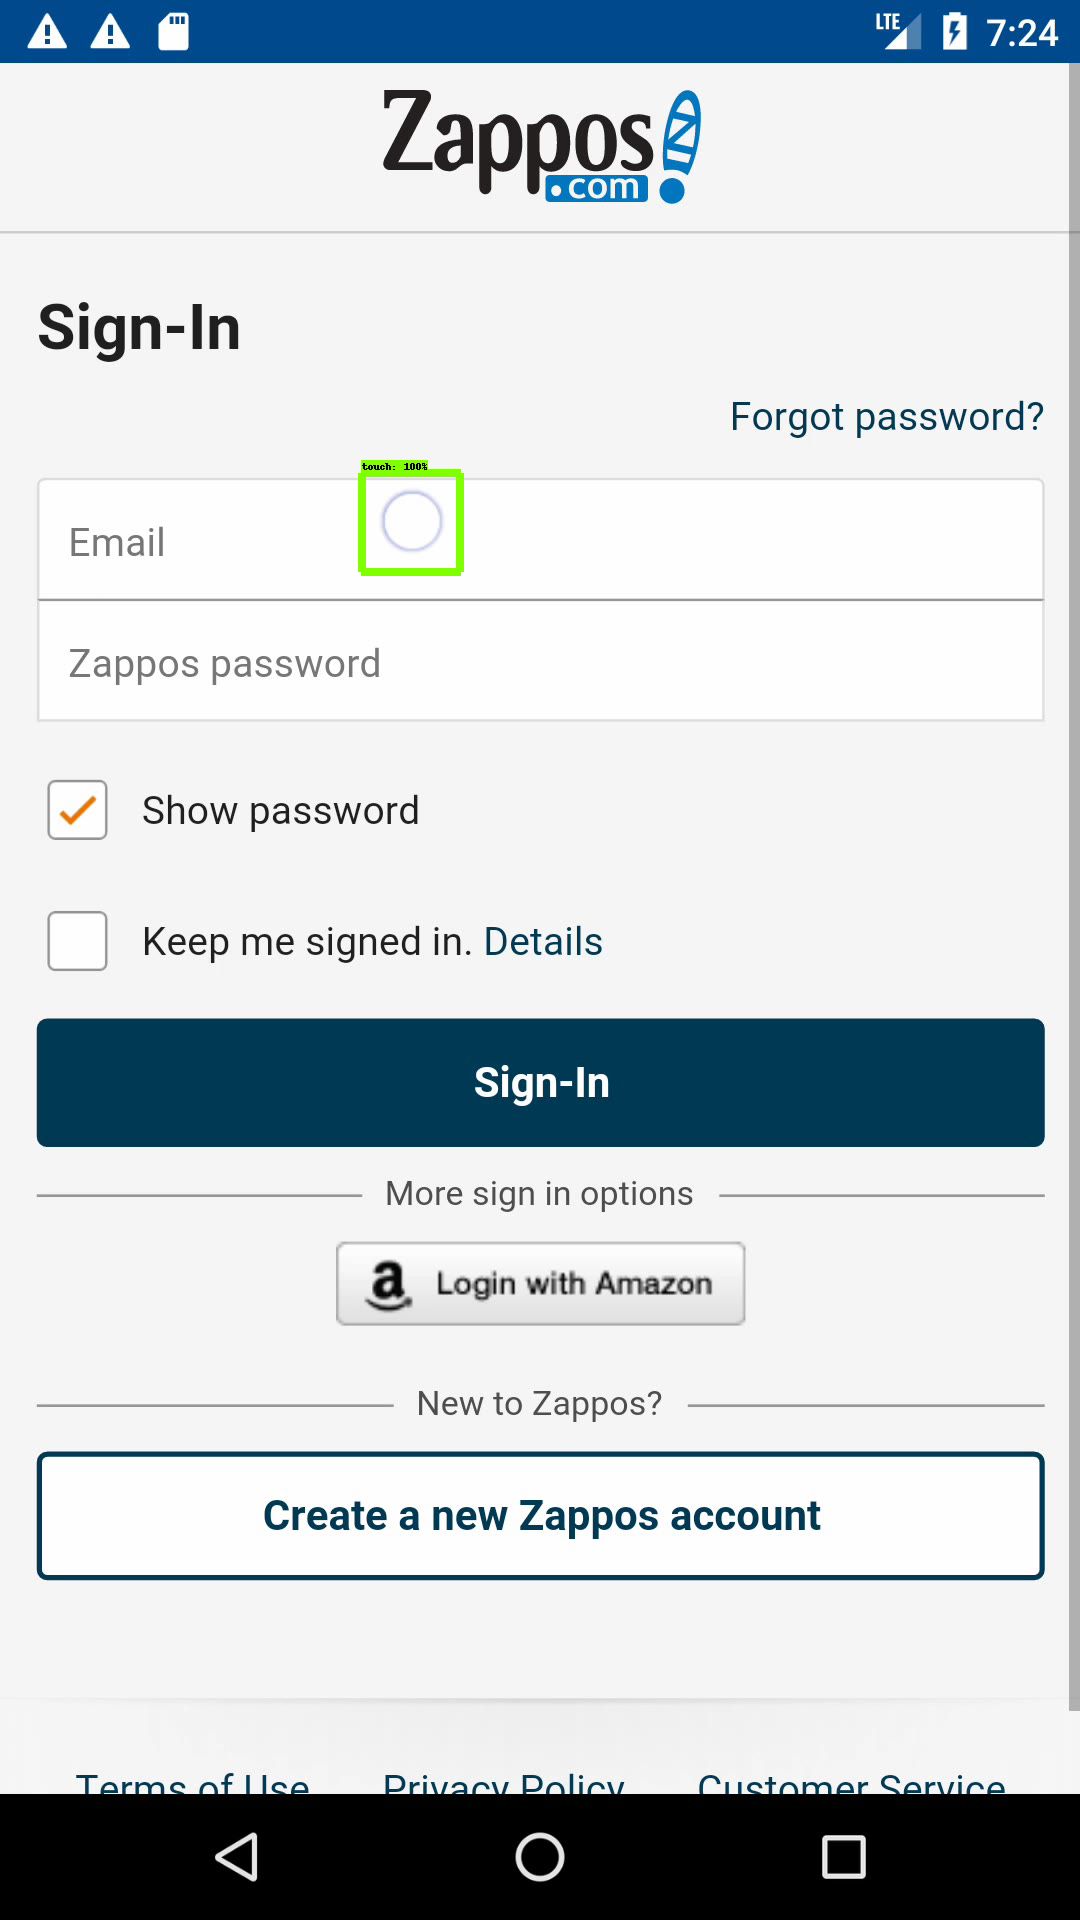 LTE 7:24
Zappos
.com
Sign-In
Forgot password?
touch: 100%
Email
Zappos password
Show password
Keep me signed in. Details
Sign-In
More sign in options
a Login with Amazon
New to Zappos?
Create a new Zappos account
Terms of Use Privacy Policy Customer Service